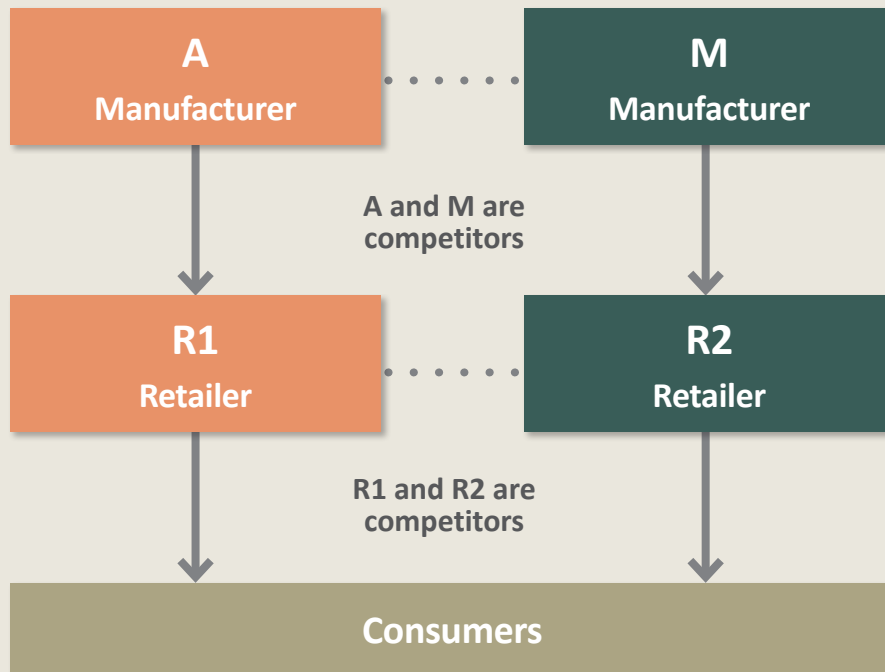 A
Manufacturer
M
Manufacturer
A and M are
competitors
R1
Retailer
R2
Retailer
R1 and R2 are
competitors
Consumers